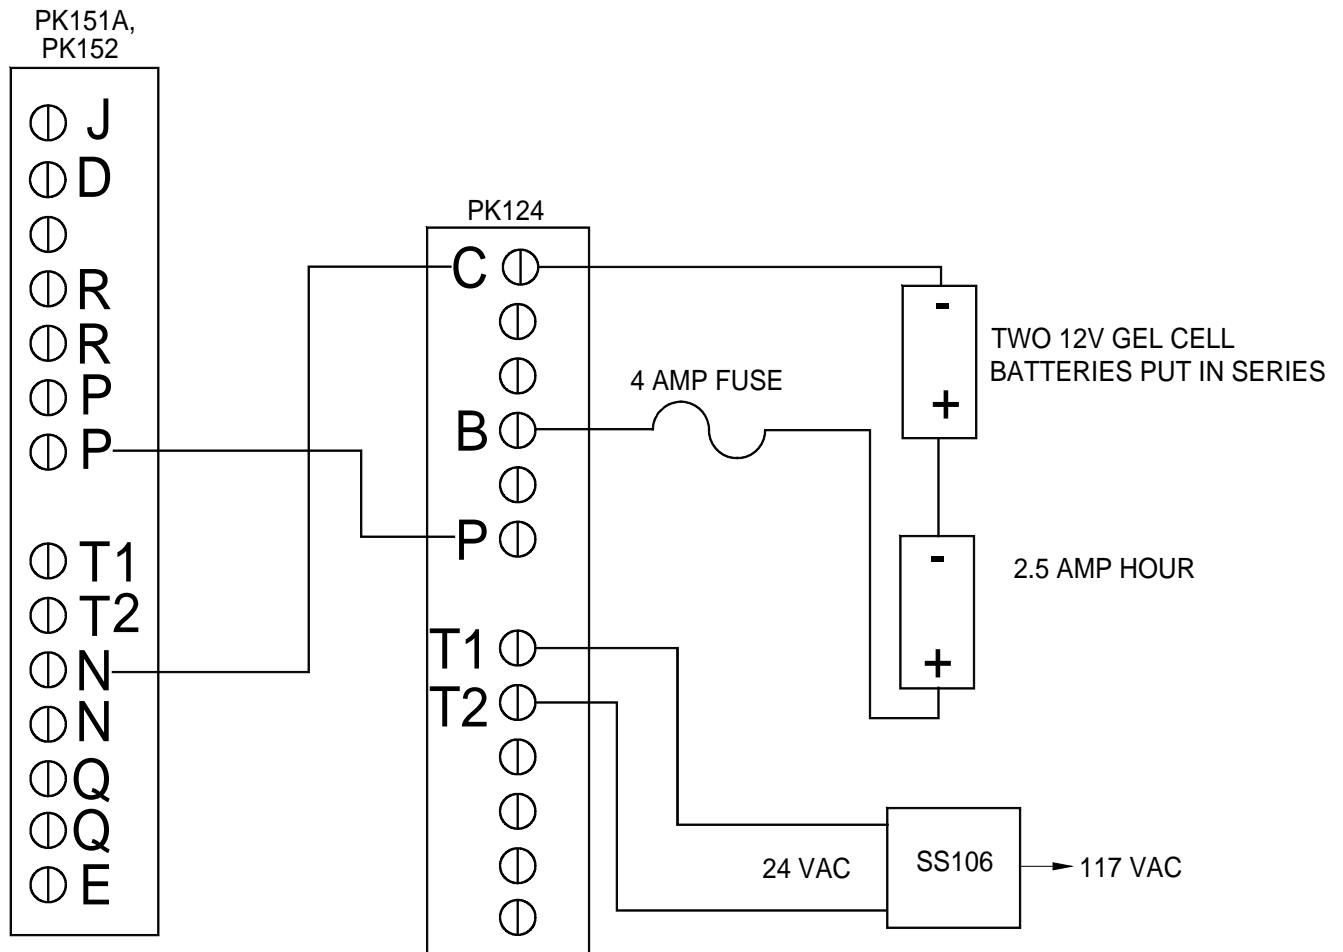 PK151A,
PK152
J
D
R
R
P
P
T1
T2
N
N
Q
Q
E
PK124
C
B
P
T1
T2
4 AMP FUSE
-
+
TWO 12V GEL CELL
BATTERIES PUT IN SERIES
-
+
2.5 AMP HOUR
24 VAC
SS106
117 VAC